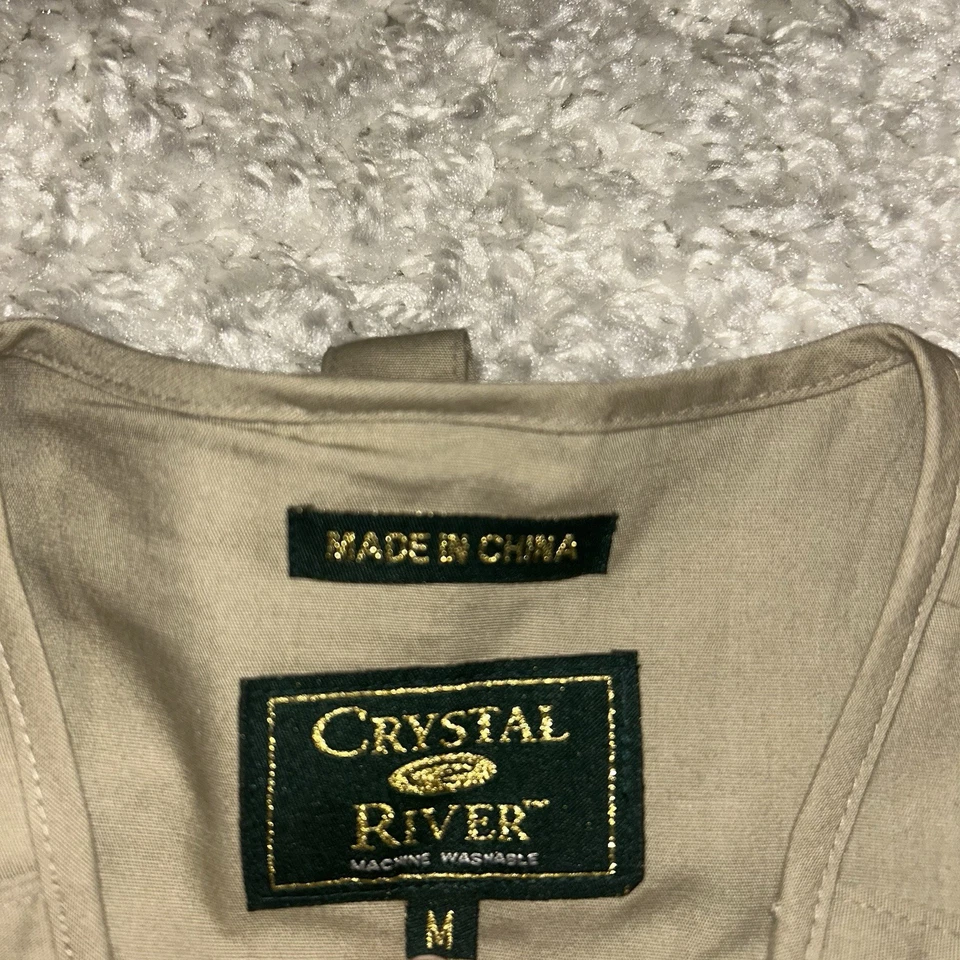 MADE IN CHINA
CRYSTAL
RIVER™
MACHINE WASHABLE
M